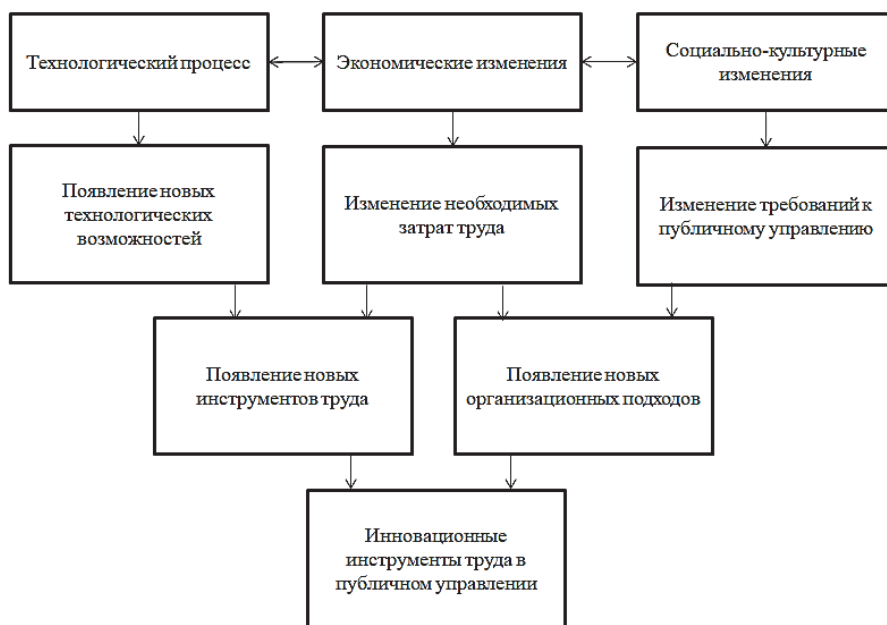 Технологический процесс
Экономические изменения
Социально-культурные
изменения
Появление новых
технологических
возможностей
Изменение необходимых
затрат труда
Изменение требований к
публичному управлению
Появление новых
инструментов труда
Появление новых
организационных подходов
Инновационные
инструменты труда в
публичном управлении